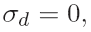 σ_d = 0,